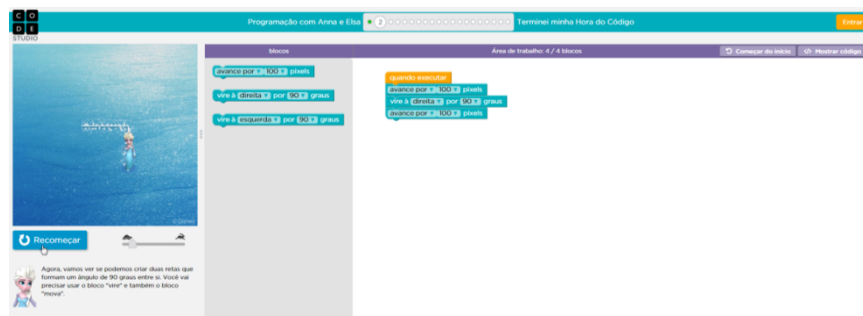 C O
D E
STUDIO
Programação com Anna e Elsa
2
Terminei minha Hora do Código
Entrar
blocos
Área de trabalho: 4 / 4 blocos
Começar do início
Mostrar código
avance por 100 pixels
vire à direita por 90 graus
vire à esquerda por 90 graus
quando executar
avance por 100 pixels
vire à direita por 90 graus
avance por 100 pixels
© Disney
Recomeçar
Agora, vamos ver se podemos criar duas retas que
formam um ângulo de 90 graus entre si. Você vai
precisar usar o bloco "vire" e também o bloco
"mova".